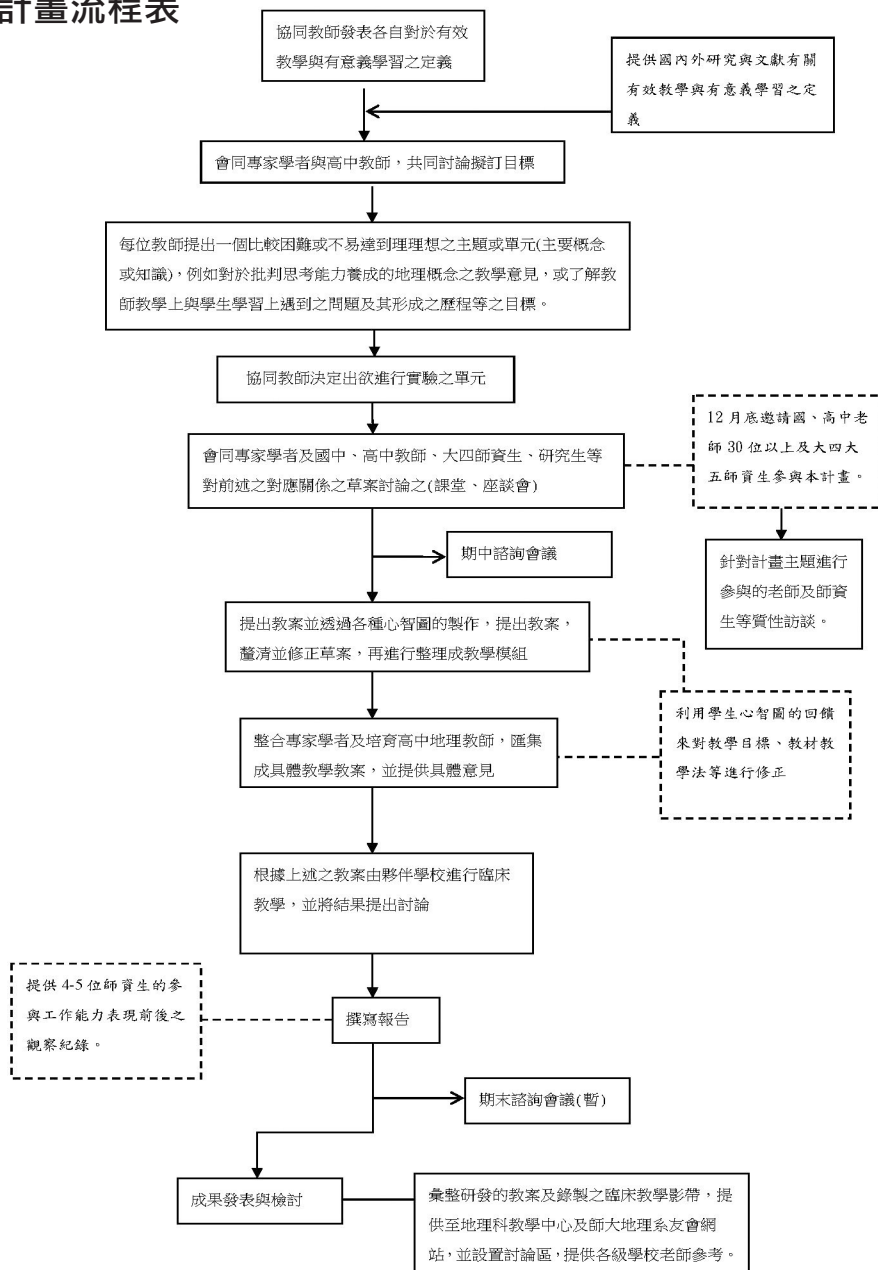 計畫流程表
協同教師發表各自對於有效
教學與有意義學習之定義
提供國內外研究與文獻有關
有效教學與有意義學習之定
義
會同專家學者與高中教師，共同討論擬訂目標
每位教師提出一個比較困難或不易達到理理想之主題或單元(主要概念
或知識)，例如對於批判思考能力養成的地理概念之教學意見，或了解教
師教學上與學生學習上遇到之問題及其形成之歷程等之目標。
協同教師決定出欲進行實驗之單元
12 月底邀請國、高中老
師 30 位以上及大四大
五師資生參與本計畫。
會同專家學者及國中、高中教師、大四師資生、研究生等
對前述之對應關係之草案討論之(課堂、座談會)
期中諮詢會議
針對計畫主題進行
參與的老師及師資
生等質性訪談。
提出教案並透過各種心智圖的製作，提出教案，
釐清並修正草案，再進行整理成教學模組
利用學生心智圖的回饋
來對教學目標、教材教
學法等進行修正
整合專家學者及培育高中地理教師，匯集
成具體教學教案，並提供具體意見
根據上述之教案由夥伴學校進行臨床
教學，並將結果提出討論
提供 4-5 位師資生的參
與工作能力表現前後之
觀察紀錄。
撰寫報告
期末諮詢會議(暫)
成果發表與檢討
彙整研發的教案及錄製之臨床教學影帶，提
供至地理科教學中心及師大地理系友會網
站，並設置討論區，提供各級學校老師參考。